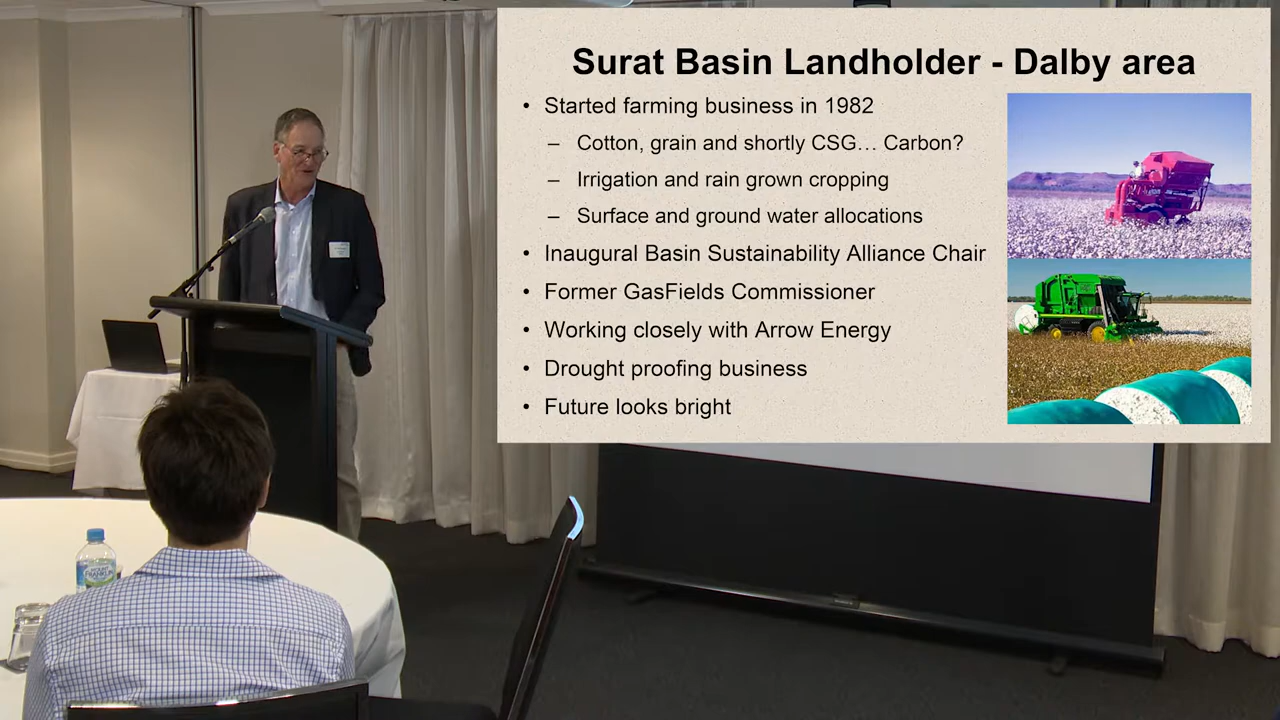 Surat Basin Landholder - Dalby area
• Started farming business in 1982
– Cotton, grain and shortly CSG… Carbon?
– Irrigation and rain grown cropping
– Surface and ground water allocations
• Inaugural Basin Sustainability Alliance Chair
• Former GasFields Commissioner
• Working closely with Arrow Energy
• Drought proofing business
• Future looks bright
MOUNT
FRANKLIN